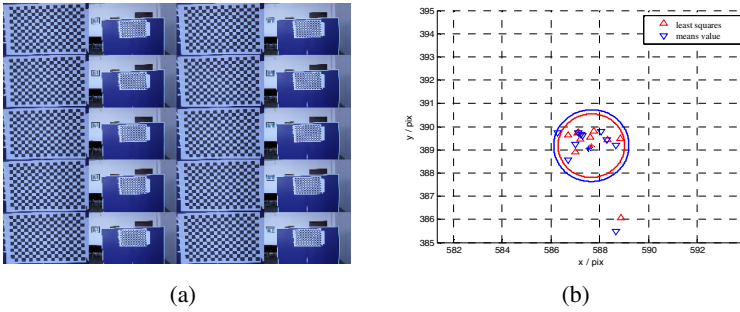 395
394
393
392
391
390
389
388
387
386
385
y / pix
582
584
586
588
590
592
x / pix
least squares
means value
(a)
(b)